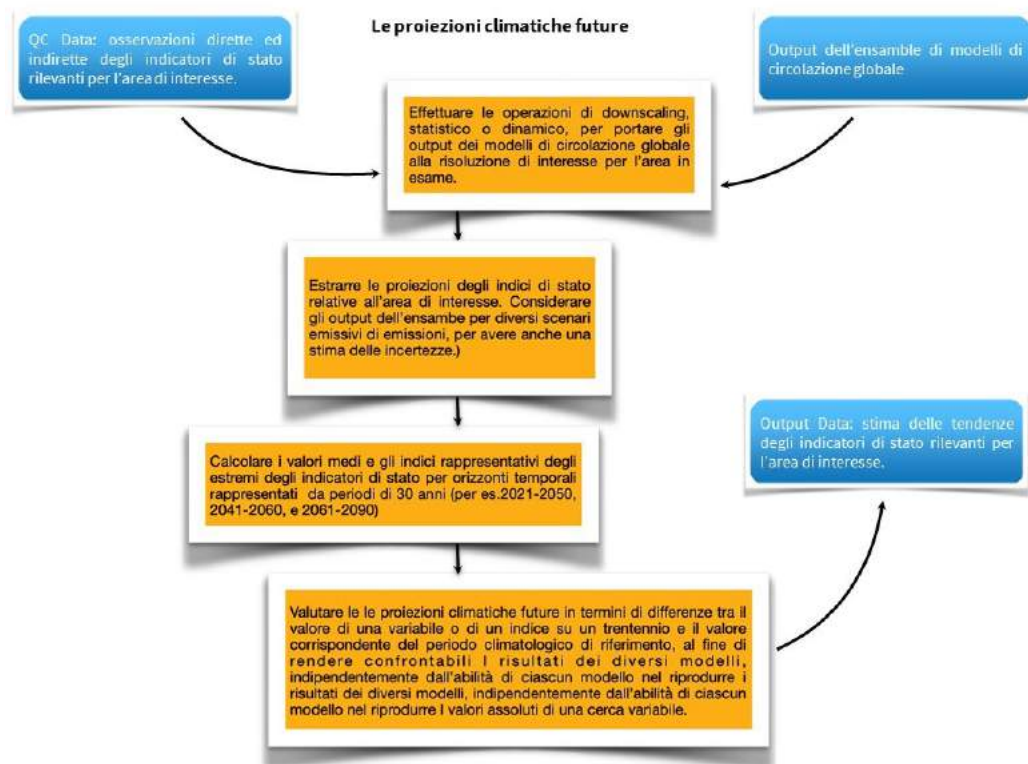 Le proiezioni climatiche future
QC Data: osservazioni dirette ed
indirette degli indicatori di stato
rilevanti per l'area di interesse.
Output dell'ensamble di modelli di
circolazione globale
Effettuare le operazioni di downscaling,
statistico o dinamico, per portare gli
output dei modelli di circolazione globale
alla risoluzione di interesse per l'area in
esame.
Estrarre le proiezioni degli indici di stato
relative all'area di interesse. Considerare
gli output dell'ensambe per diversi scenari
emissivi di emissioni, per avere anche una
stima delle incertezze.)
Calcolare i valori medi e gli indici rappresentativi degli
estremi degli indicatori di stato per orizzonti temporali
rappresentati da periodi di 30 anni (per es.2021-2050,
2041-2060, e 2061-2090)
Output Data: stima delle tendenze
degli indicatori di stato rilevanti per
l'area di interesse.
Valutare le le proiezioni climatiche future in termini di differenze tra il
valore di una variabile o di un indice su un trentennio e il valore
corrispondente del periodo climatologico di riferimento, al fine di
rendere confrontabili I risultati dei diversi modelli,
indipendentemente dall'abilità di ciascun modello nel riprodurre i
risultati dei diversi modelli, indipendentemente dall'abilità di ciascun
modello nel riprodurre I valori assoluti di una cerca variabile.